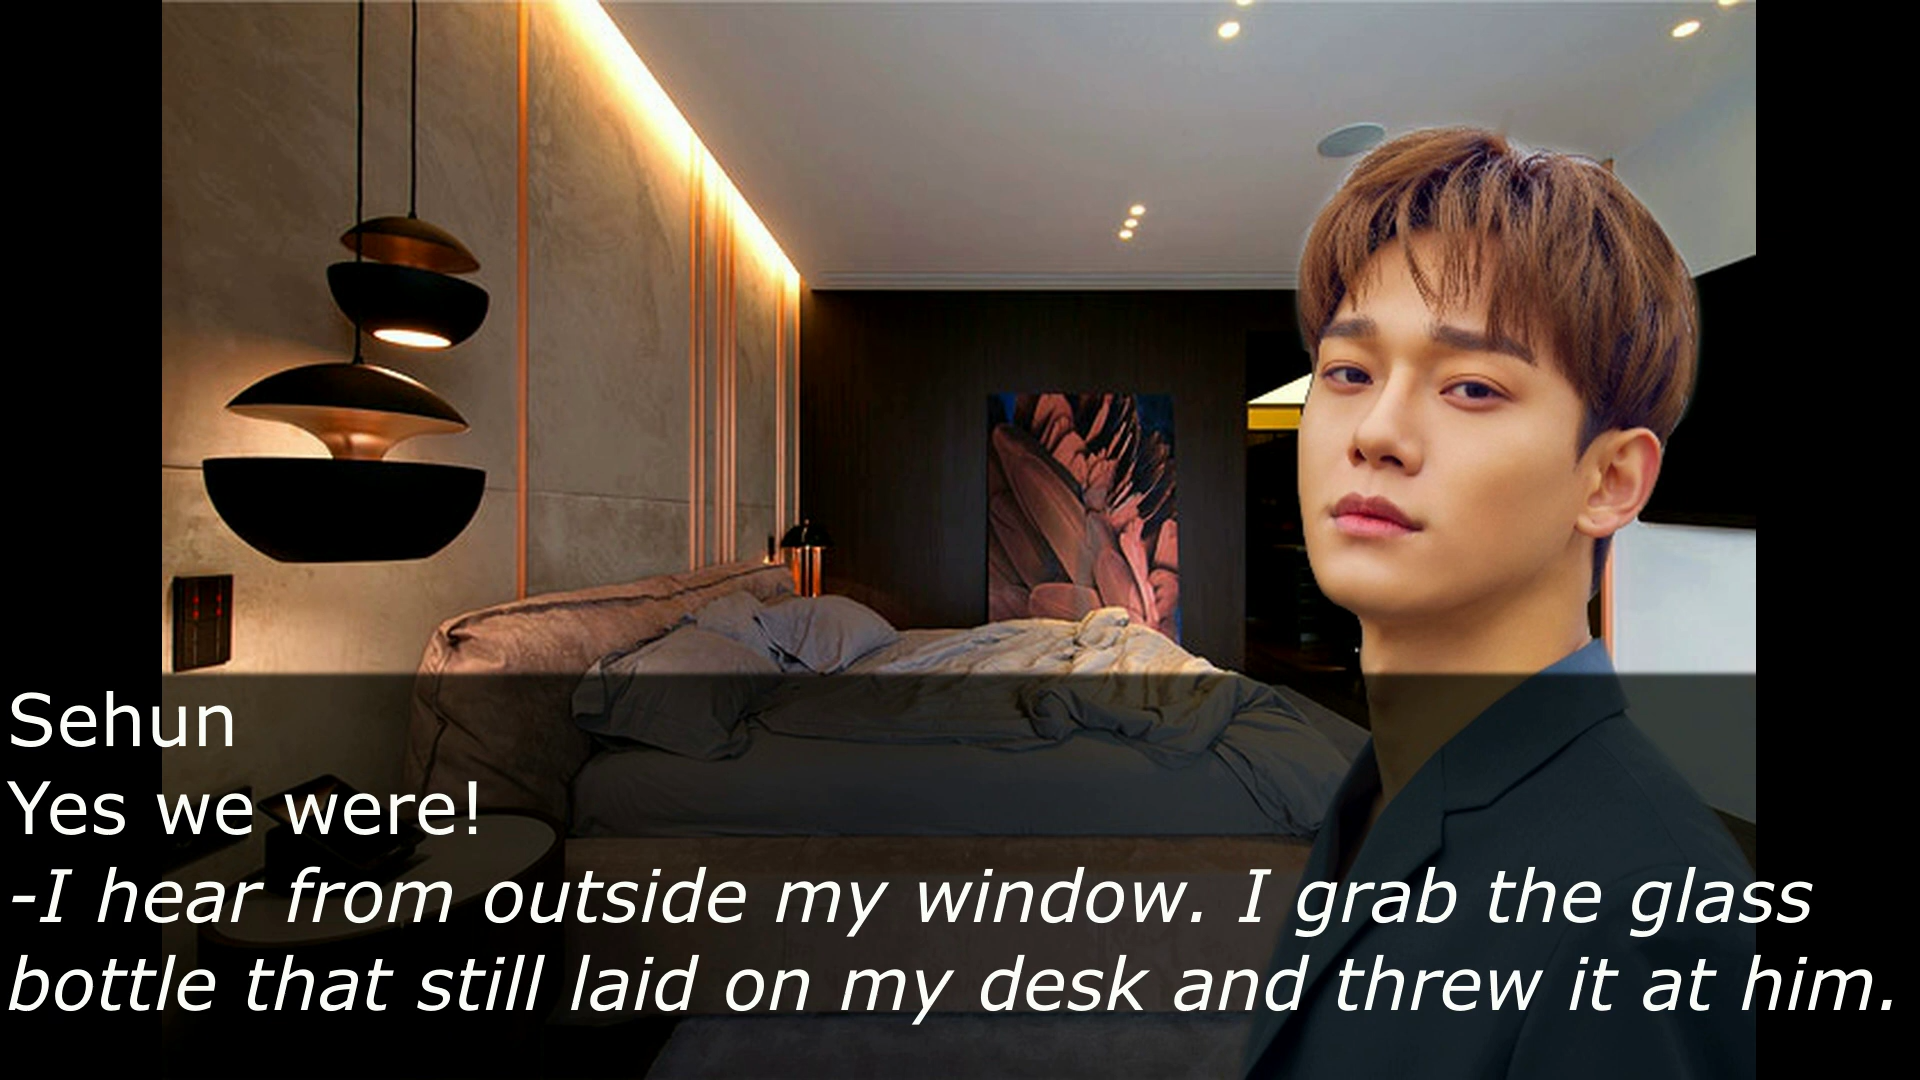 Sehun
Yes we were!
-I hear from outside my window. I grab the glass
bottle that still laid on my desk and threw it at him.